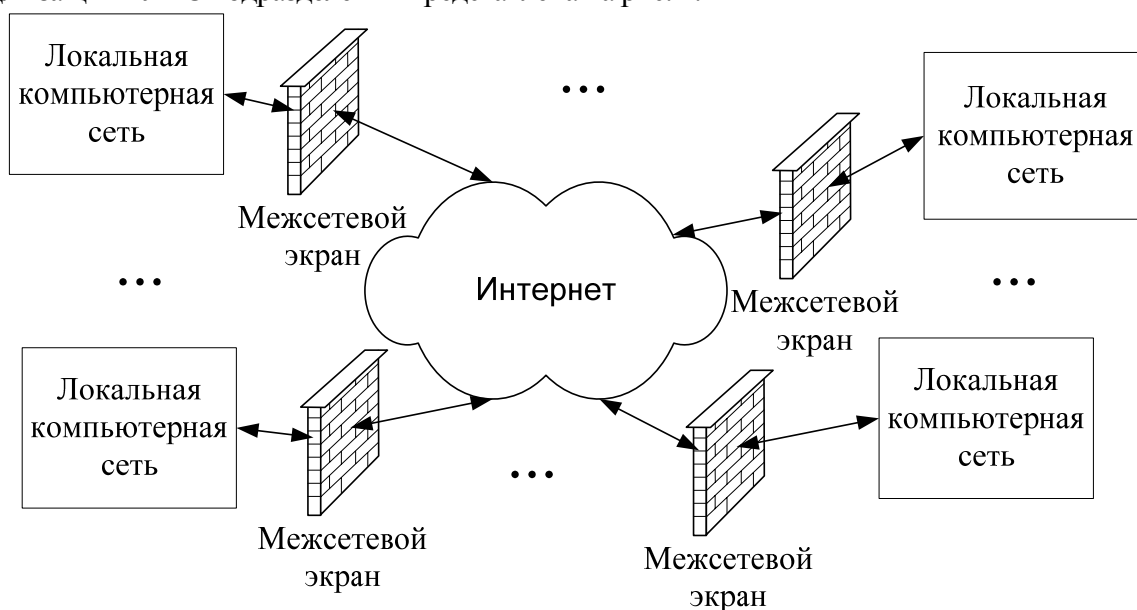 Локальная
компьютерная
сеть
...
Локальная
компьютерная
сеть
Межсетевой
экран
...
Интернет
...
Межсетевой
экран
Локальная
компьютерная
сеть
Локальная
компьютерная
сеть
...
Межсетевой
экран
Межсетевой
экран